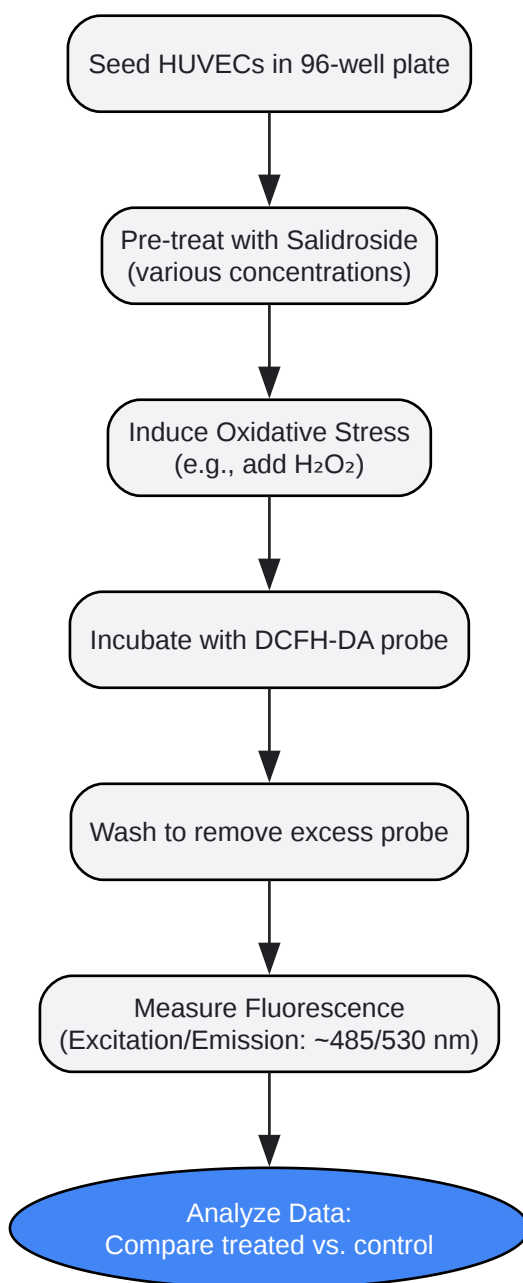 Seed HUVECs in 96-well plate
Pre-treat with Salidroside
(various concentrations)
Induce Oxidative Stress
(e.g., add H₂O₂)
Incubate with DCFH-DA probe
Wash to remove excess probe
Measure Fluorescence
(Excitation/Emission: ~485/530 nm)
Analyze Data:
Compare treated vs. control